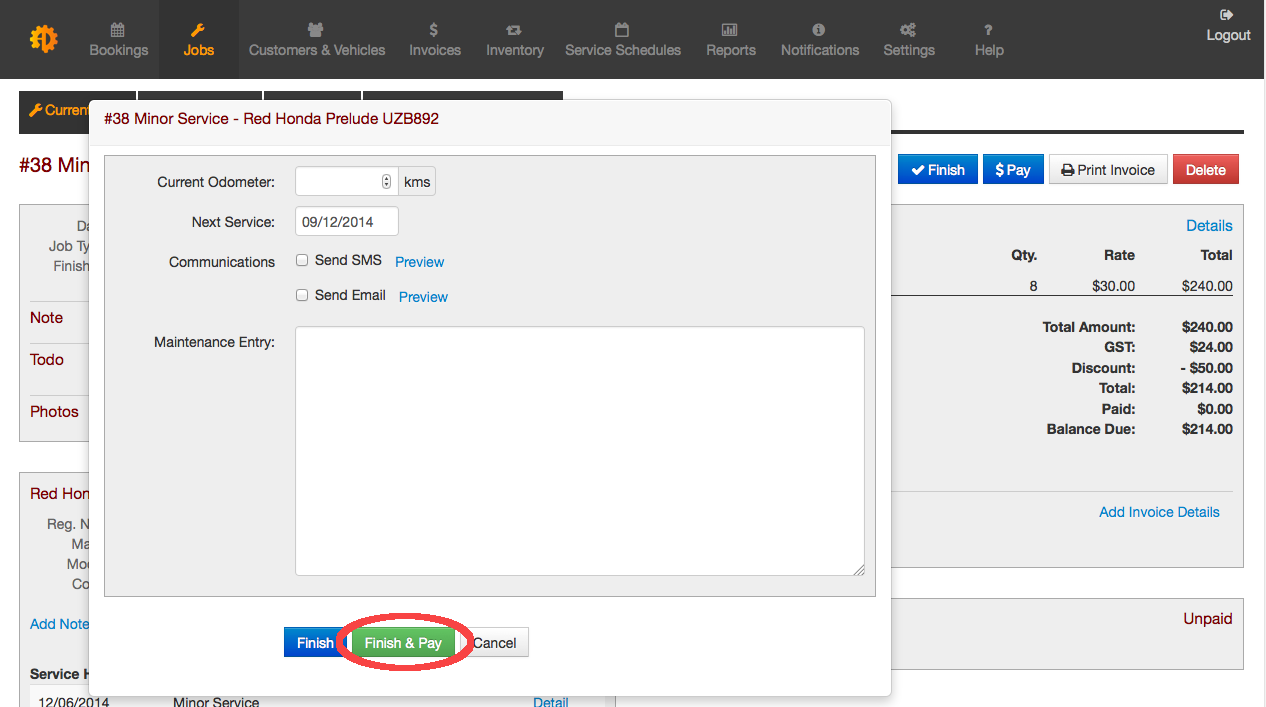 Bookings
Jobs
Customers & Vehicles
Invoices
Inventory
Service Schedules
Reports
Notifications
Settings
? Help
Logout
Current
#38 Minor Service - Red Honda Prelude UZB892
#38 Min
Finish
$ Pay
Print Invoice
Delete
Current Odometer: kms
Next Service: 09/12/2014
Communications Send SMS Preview
Send Email Preview
Maintenance Entry:
Finish
Finish & Pay
Cancel
Da
Job Ty
Finish
Note
Todo
Photos
Details
Qty. Rate Total
8 $30.00 $240.00
Total Amount: $240.00
GST: $24.00
Discount: - $50.00
Total: $214.00
Paid: $0.00
Balance Due: $214.00
Add Invoice Details
Unpaid
Red Hon
Reg. N
Ma
Mod
Co
Add Note
Service H
12/06/2014 Minor Service Detail